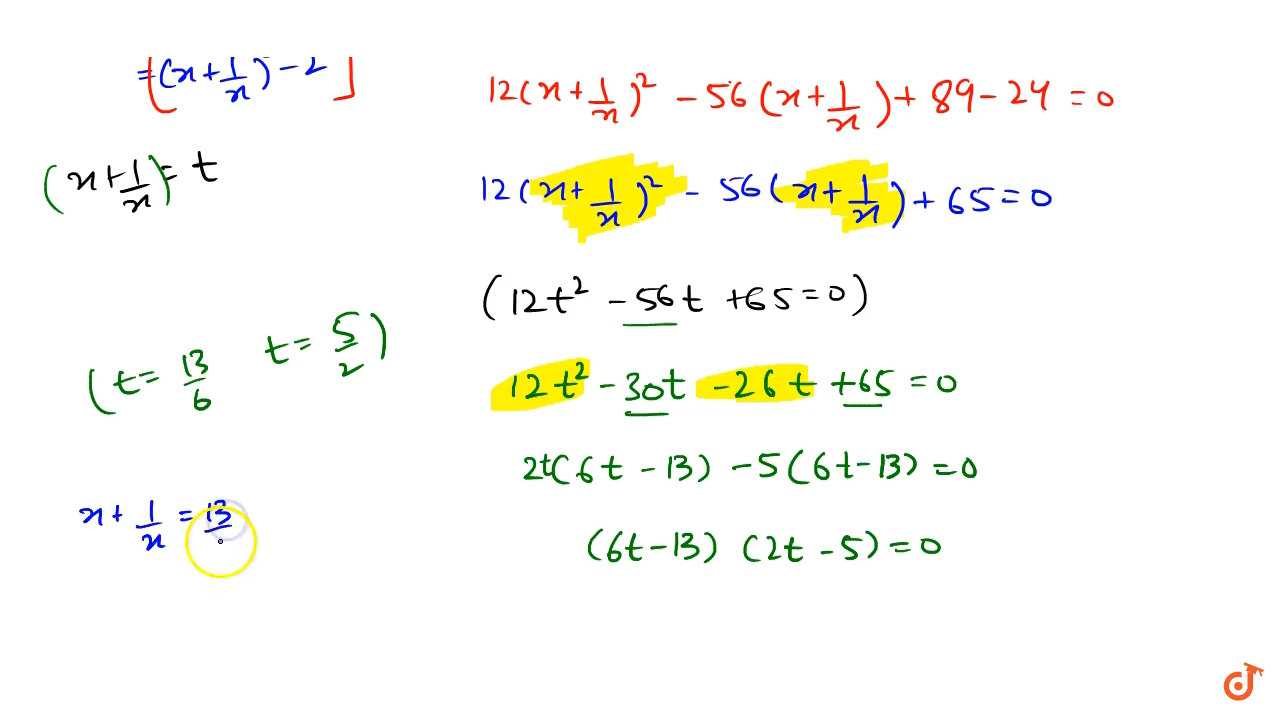 = (x + 1/x) - 2 ]
(x + 1/x) = t
(t = 13/6 t = 5/2)
x + 1/x = 13/
12(x + 1/x)² - 56(x + 1/x) + 89 - 24 = 0
12(x + 1/x)² - 56(x + 1/x) + 65 = 0
(12t² - 56t + 65 = 0)
12t² - 30t - 26t + 65 = 0
2t(6t - 13) - 5(6t - 13) = 0
(6t - 13) (2t - 5) = 0